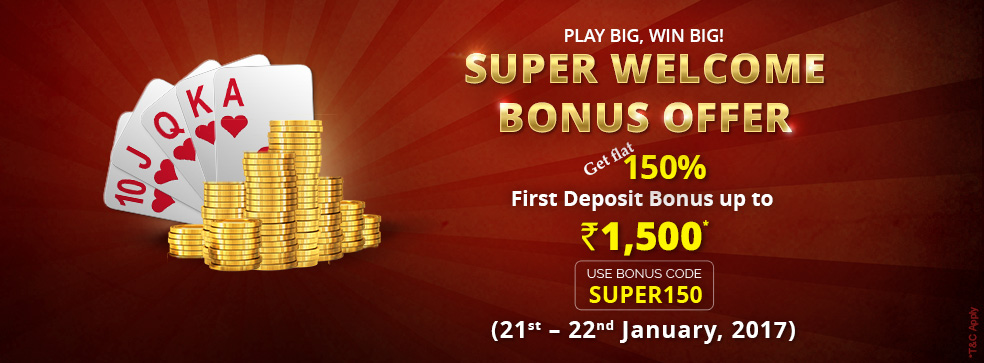 10
J
Q
K
A
PLAY BIG, WIN BIG!
SUPER WELCOME
BONUS OFFER
Get flat
150%
First Deposit Bonus up to
₹1,500*
USE BONUS CODE
SUPER150
(21st – 22nd January, 2017)
*T&C Apply